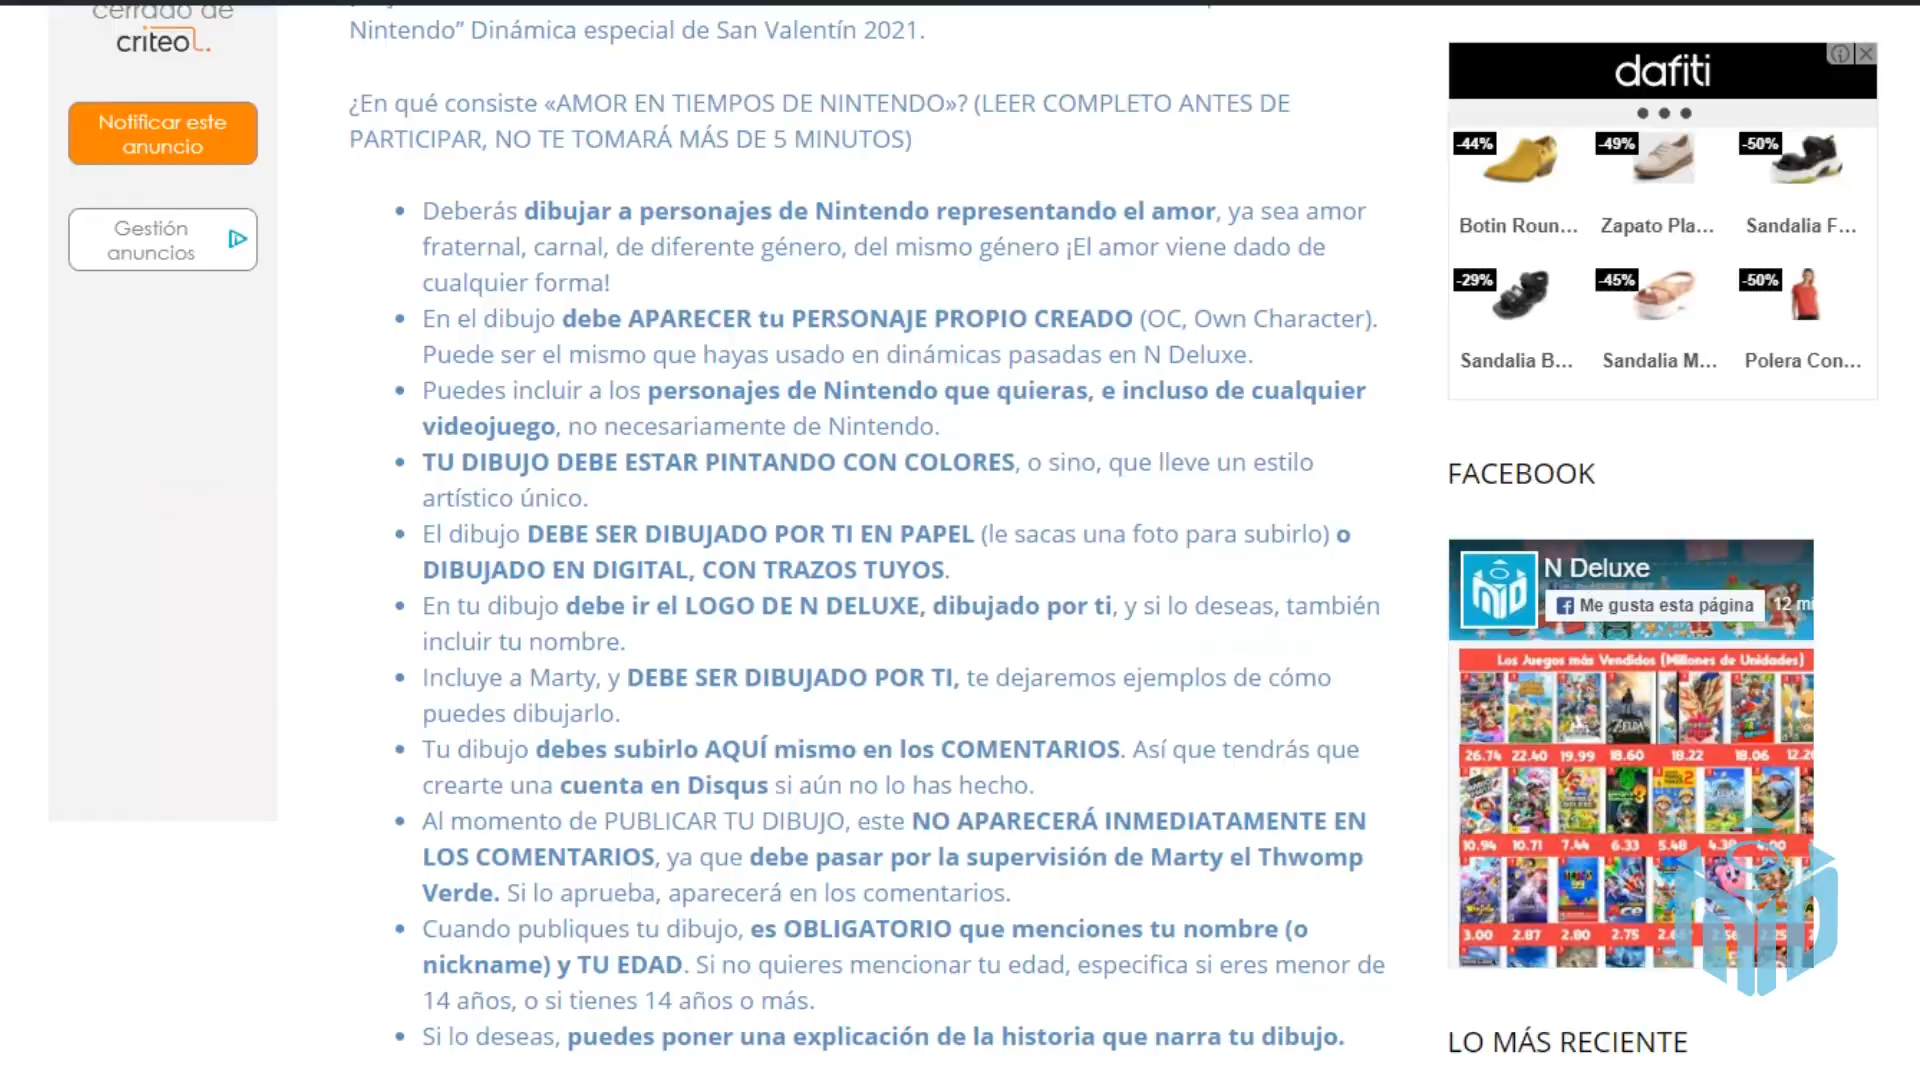 cerrado de
criteo
Notificar este
anuncio
Gestión
anuncios
Nintendo” Dinámica especial de San Valentín 2021.
¿En qué consiste «AMOR EN TIEMPOS DE NINTENDO»? (LEER COMPLETO ANTES DE
PARTICIPAR, NO TE TOMARÁ MÁS DE 5 MINUTOS)
• Deberás dibujar a personajes de Nintendo representando el amor, ya sea amor
fraternal, carnal, de diferente género, del mismo género ¡El amor viene dado de
cualquier forma!
• En el dibujo debe APARECER tu PERSONAJE PROPIO CREADO (OC, Own Character).
Puede ser el mismo que hayas usado en dinámicas pasadas en N Deluxe.
• Puedes incluir a los personajes de Nintendo que quieras, e incluso de cualquier
videojuego, no necesariamente de Nintendo.
• TU DIBUJO DEBE ESTAR PINTANDO CON COLORES, o sino, que lleve un estilo
artístico único.
• El dibujo DEBE SER DIBUJADO POR TI EN PAPEL (le sacas una foto para subirlo) o
DIBUJADO EN DIGITAL, CON TRAZOS TUYOS.
• En tu dibujo debe ir el LOGO DE N DELUXE, dibujado por ti, y si lo deseas, también
incluir tu nombre.
• Incluye a Marty, y DEBE SER DIBUJADO POR TI, te dejaremos ejemplos de cómo
puedes dibujarlo.
• Tu dibujo debes subirlo AQUÍ mismo en los COMENTARIOS. Así que tendrás que
crearte una cuenta en Disqus si aún no lo has hecho.
• Al momento de PUBLICAR TU DIBUJO, este NO APARECERÁ INMEDIATAMENTE EN
LOS COMENTARIOS, ya que debe pasar por la supervisión de Marty el Thwomp
Verde. Si lo aprueba, aparecerá en los comentarios.
• Cuando publiques tu dibujo, es OBLIGATORIO que menciones tu nombre (o
nickname) y TU EDAD. Si no quieres mencionar tu edad, especifica si eres menor de
14 años, o si tienes 14 años o más.
• Si lo deseas, puedes poner una explicación de la historia que narra tu dibujo.
dafiti
-44% -49% -50%
Botin Roun... Zapato Pla... Sandalia F...
-29% -45% -50%
Sandalia B... Sandalia M... Polera Con...
FACEBOOK
N Deluxe
Me gusta esta página 12 mi
Los Juegos más Vendidos (Millones de Unidades)
ZELDA
26.74 22.40 19.99 18.60 18.22 18.06 12.2
10.94 10.71 7.44 6.33 5.48 4.38 4.00
3.00 2.87 2.80 2.75
LO MÁS RECIENTE